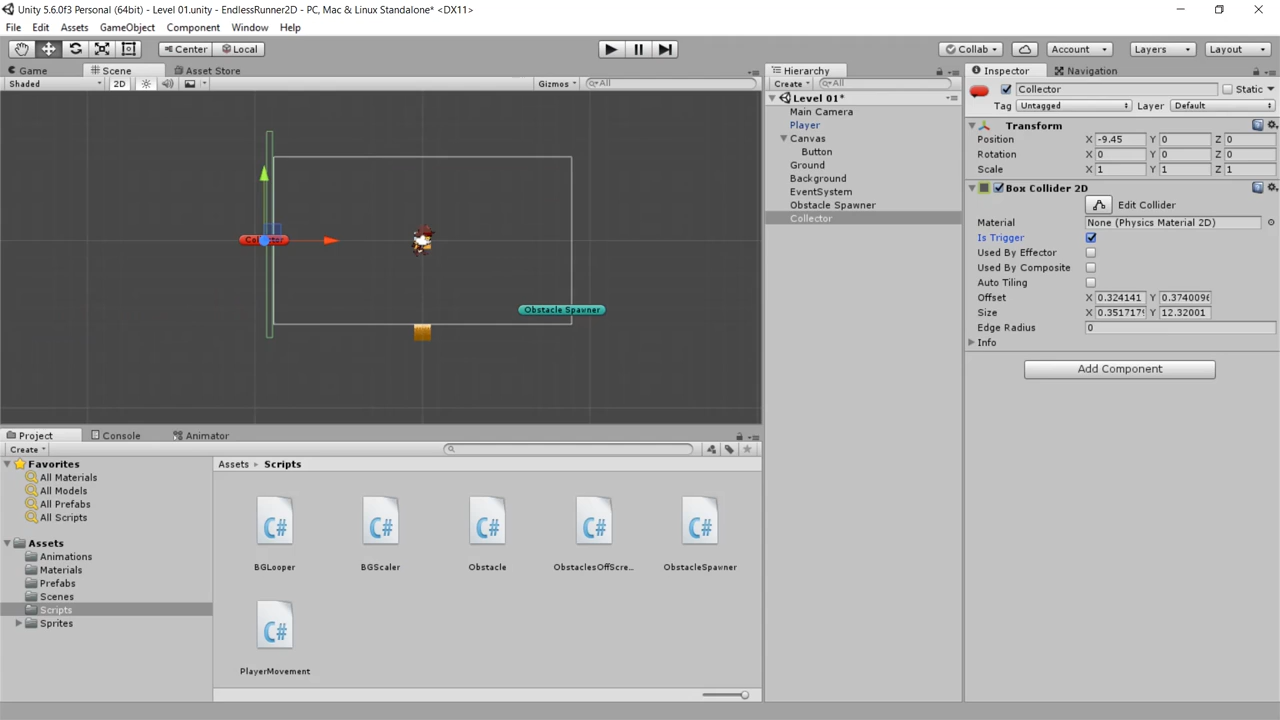 Unity 5.6.0f3 Personal (64bit) - Level 01.unity - EndlessRunner2D - PC, Mac & Linux Standalone* <DX11>
File Edit Assets GameObject Component Window Help
Center Local Collab Account Layers Layout
Game Scene Asset Store
Shaded 2D Gizmos All
Collector
Obstacle Spawner
Hierarchy
Create All
Level 01*
Main Camera
Player
Canvas
Button
Ground
Background
EventSystem
Obstacle Spawner
Collector
Inspector Navigation
Collector Static
Tag Untagged Layer Default
Transform
Position X -9.45 Y 0 Z 0
Rotation X 0 Y 0 Z 0
Scale X 1 Y 1 Z 1
Box Collider 2D
Edit Collider
Material None (Physics Material 2D)
Is Trigger
Used By Effector
Used By Composite
Auto Tiling
Offset X 0.324141 Y 0.3740096
Size X 0.351717 Y 12.32001
Edge Radius 0
Info
Add Component
Project Console Animator
Create
Favorites
All Materials
All Models
All Prefabs
All Scripts
Assets
Animations
Materials
Prefabs
Scenes
Scripts
Sprites
Assets Scripts
C# C# C# C# C#
BGLooper BGScaler Obstacle ObstaclesOffScre... ObstacleSpawner
C#
PlayerMovement